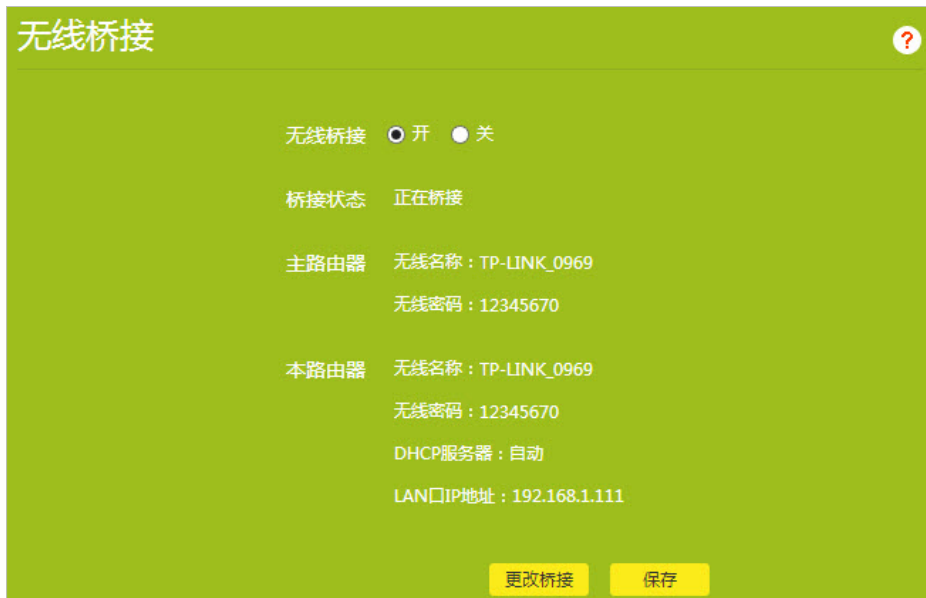 无线桥接
?
无线桥接 开 关
桥接状态 正在桥接
主路由器 无线名称：TP-LINK_0969
无线密码：12345670
本路由器 无线名称：TP-LINK_0969
无线密码：12345670
DHCP服务器：自动
LAN口IP地址：192.168.1.111
更改桥接 保存